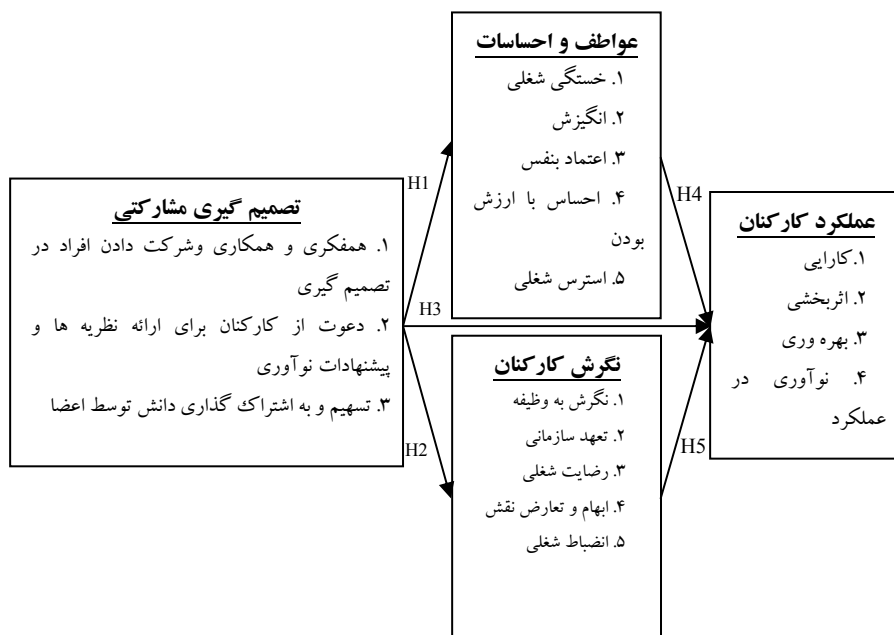 عواطف و احساسات
۱. خستگی شغلی
۲. انگیزش
۳. اعتماد بنفس
۴. احساس با ارزش
بودن
۵. استرس شغلی
H1
H4
تصمیم گیری مشارکتی
۱. همفکری و همکاری وشرکت دادن افراد در
تصمیم گیری
۲. دعوت از کارکنان برای ارائه نظریه ها و
پیشنهادات نوآوری
۳. تسهیم و به اشتراک گذاری دانش توسط اعضا
H3
عملکرد کارکنان
۱.کارایی
۲. اثربخشی
۳. بهره وری
۴. نوآوری در
عملکرد
H2
H5
نگرش کارکنان
۱. نگرش به وظیفه
۲. تعهد سازمانی
۳. رضایت شغلی
۴. ابهام و تعارض نقش
۵. انضباط شغلی